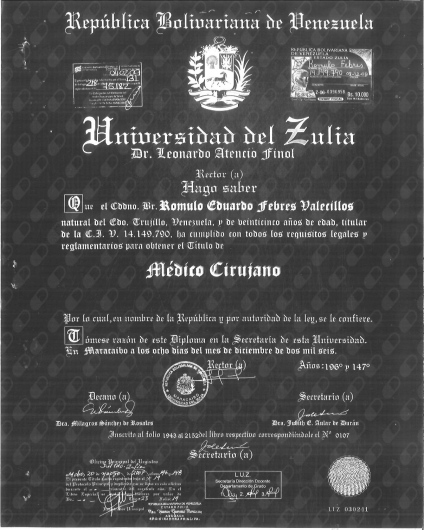 República Bolivariana de Venezuela
Universidad del Zulia
Dr. Leonardo Atencio Finol
Rector (a)
Hago saber
Que el Cddno. Br. Romulo Eduardo Febres Valecillos
natural del Edo. Trujillo, Venezuela, y de veinticinco años de edad, titular
de la C.I. V. 14.149.790, ha cumplido con todos los requisitos legales y
reglamentarios para obtener el Título de
Médico Cirujano
Por lo cual, en nombre de la República y por autoridad de la ley, se le confiere.
Tómese razón de este Diploma en la Secretaría de esta Universidad.
En Maracaibo a los ocho días del mes de diciembre de dos mil seis.
Rector (a)
Años: 196° y 147°
Decano (a)
Secretario (a)
Dra. Milagros Sánchez de Rosales
Dra. Judith E. Aular de Durán
Inscrito al folio 1943 al 2152 del libro respectivo correspondiéndole el N° 0107
Secretario (a)
Oficina Principal del Registro
L.U.Z
Secretaría Dirección Docente
Departamento de Grado
LUZ 030211